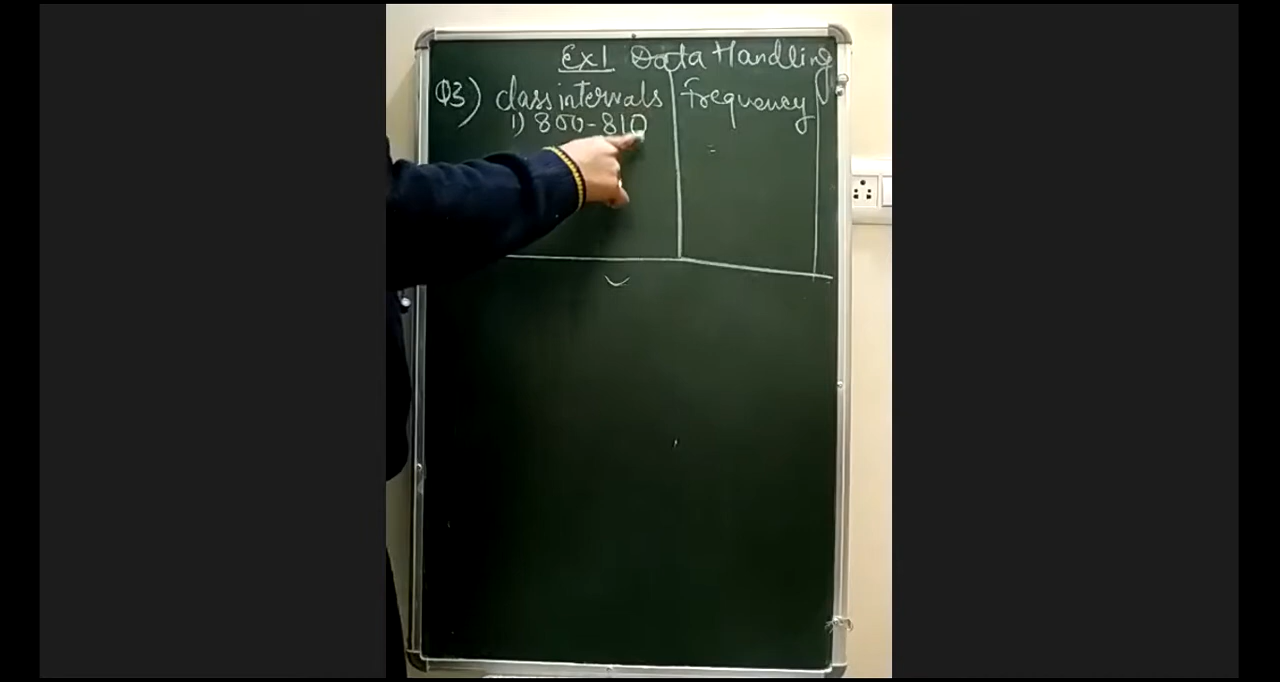 Ex1 Data Handling
Q3) class intervals frequency
1) 800-810